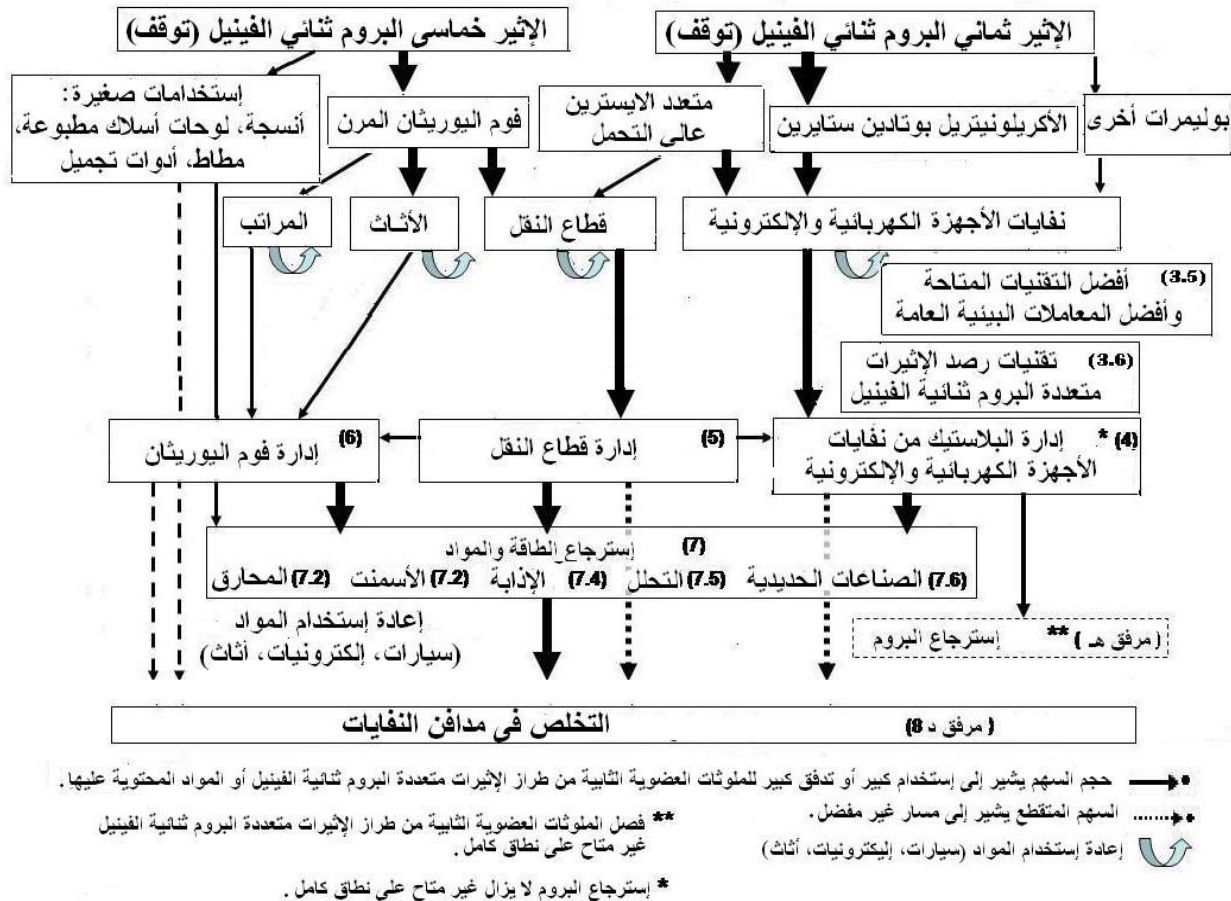 الإثير ثماني البروم ثنائي الفينيل (توقف)
الإثير خماسى البروم ثنائي الفينيل (توقف)
بوليمرات أخرى
الأكريلونيتريل بوتادين ستايرين
متعدد الايسترين
عالى التحمل
فوم اليوريثان المرن
إستخدامات صغيرة:
أنسجة، لوحات أسلاك مطبوعة،
مطاط، أدوات تجميل
نفايات الأجهزة الكهربائية والإلكترونية
قطاع النقل
الأثاث
المراتب
(3.5) أفضل التقنيات المتاحة
وأفضل المعاملات البيئية العامة
(3.6) تقنيات رصد الإثيرات
متعددة البروم ثنائية الفينيل
(4) * إدارة البلاستيك من نفايات
الأجهزة الكهربائية والإلكترونية
(5) إدارة قطاع النقل
(6) إدارة فوم اليوريثان
(7) إسترجاع الطاقة والمواد
(7.6) الصناعات الحديدية (7.5) التحلل (7.4) الإذابة (7.2) الأسمنت (7.2) المحارق
إعادة إستخدام المواد
(سيارات، إلكترونيات، أثاث)
(مرفق هـ) ** إسترجاع البروم
(مرفق د 8) التخلص في مدافن النفايات
حجم السهم يشير إلى إستخدام كبير أو تدفق كبير للملوثات العضوية الثابية من طراز الإثيرات متعددة البروم ثنائية الفينيل أو المواد المحتوية عليها.
السهم المتقطع يشير إلى مسار غير مفضل.
إعادة إستخدام المواد (سيارات، إليكترونيات، أثاث)
** فصل الملوثات العضوية الثابية من طراز الإثيرات متعددة البروم ثنائية الفينيل
غير متاح على نطاق كامل.
* إسترجاع البروم لا يزال غير متاح على نطاق كامل.